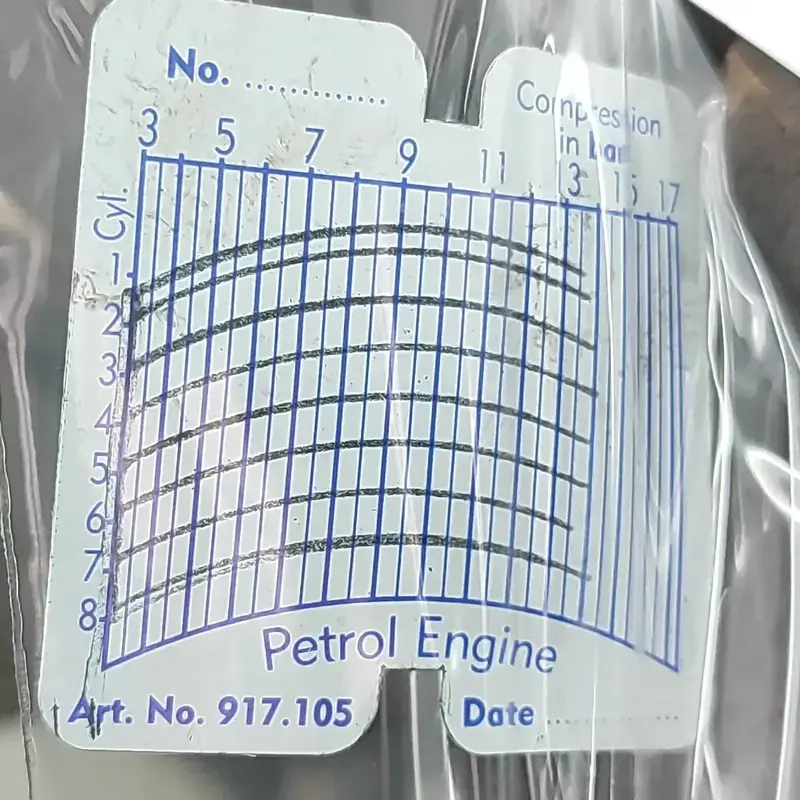 No. .............
Compression
in bar
3 5 7 9 11 13 15 17
Cyl.
1
2
3
4
5
6
7
8
Petrol Engine
Art. No. 917.105
Date ..............